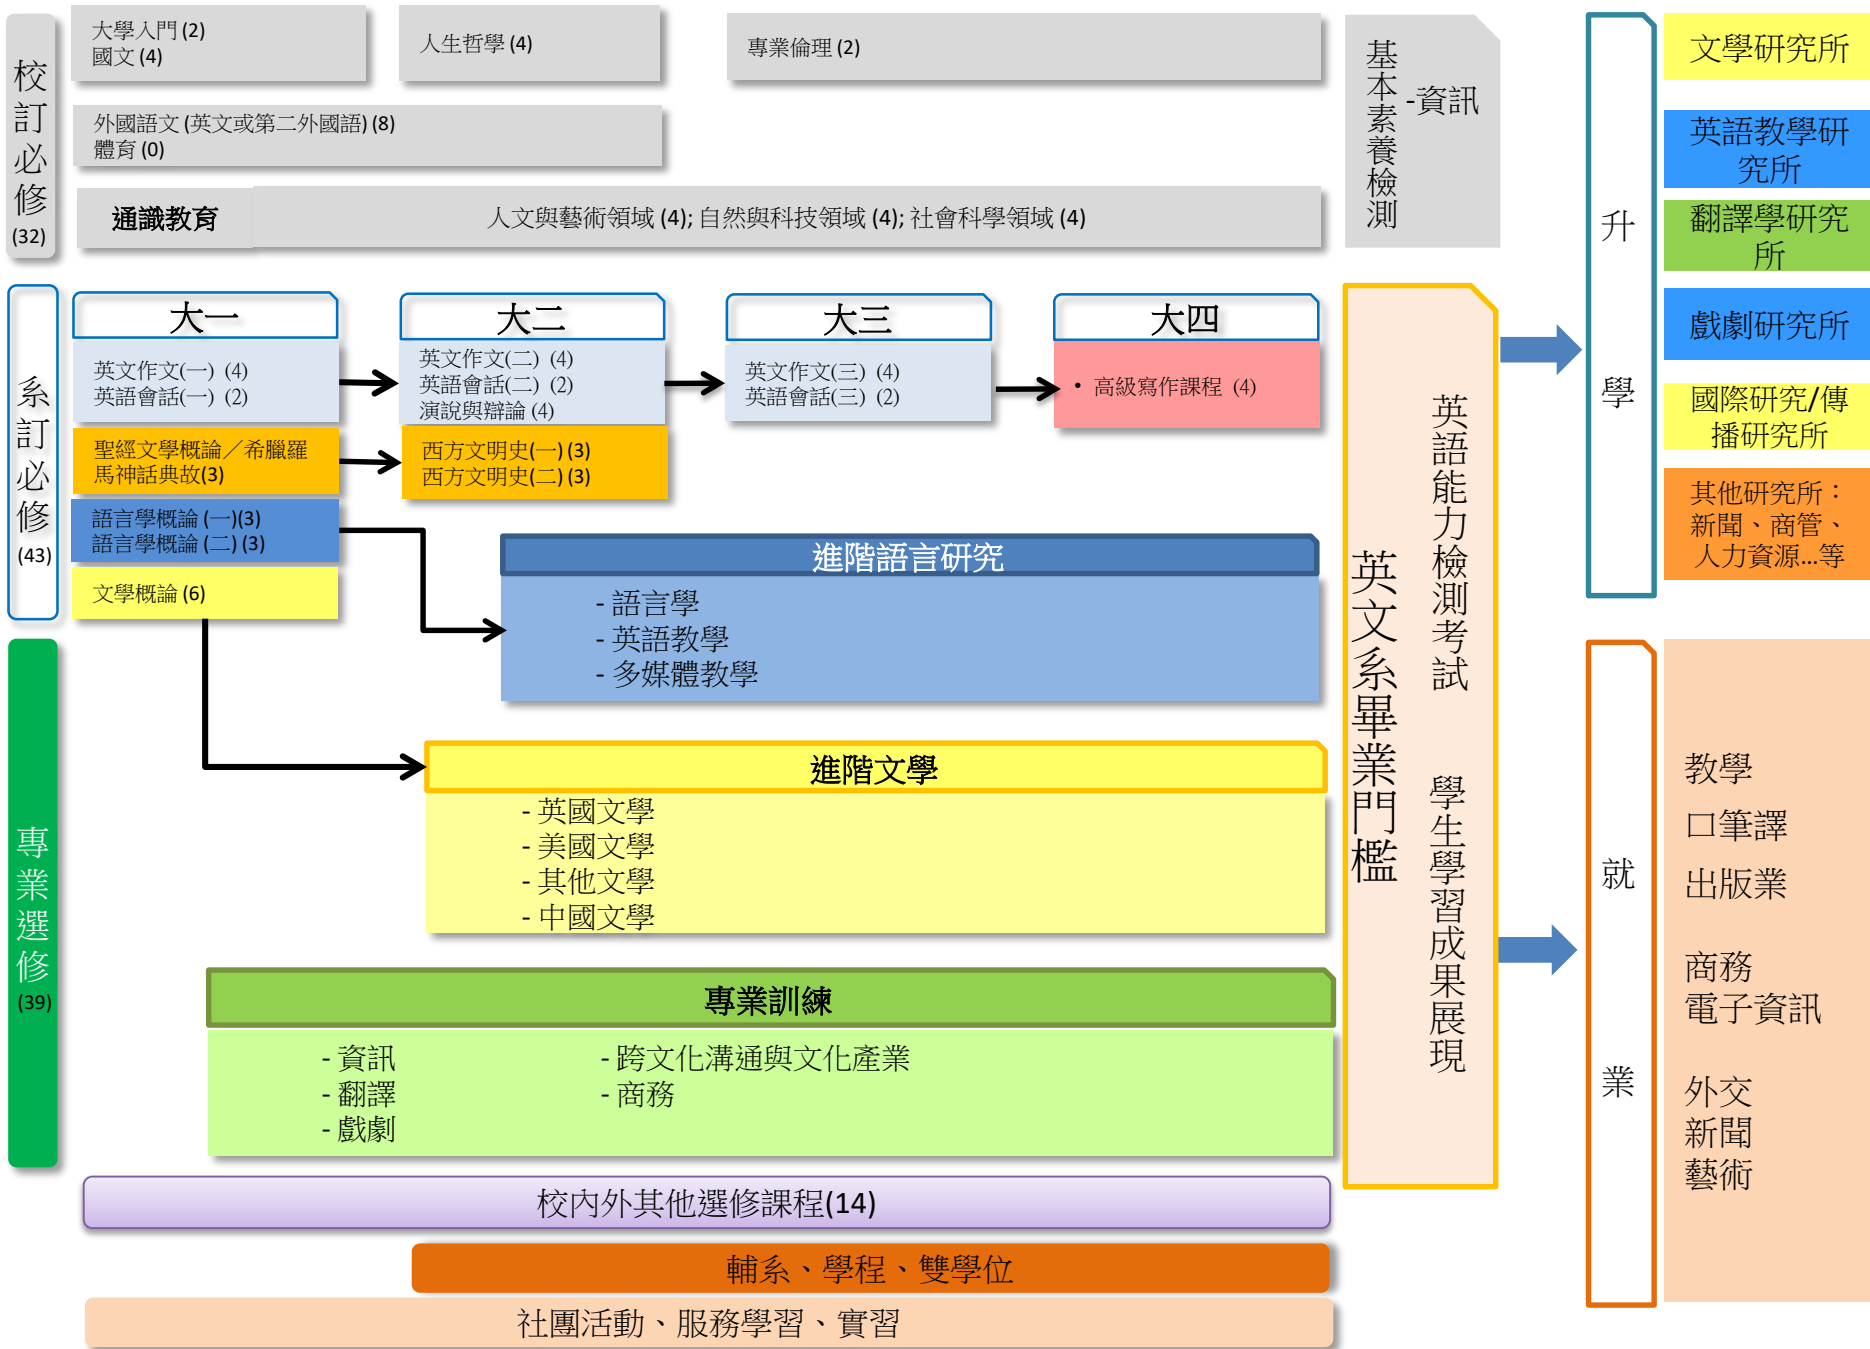 校訂必修
(32)
大學入門 (2)
國文 (4)
人生哲學 (4)
專業倫理 (2)
外國語文 (英文或第二外國語) (8)
體育 (0)
通識教育
人文與藝術領域 (4); 自然與科技領域 (4); 社會科學領域 (4)
基本素養檢測
-資訊
系訂必修
(43)
大一
大二
大三
大四
英文作文(一) (4)
英語會話(一) (2)
英文作文(二) (4)
英語會話(二) (2)
演說與辯論 (4)
英文作文(三) (4)
英語會話(三) (2)
• 高級寫作課程 (4)
聖經文學概論／希臘羅
馬神話典故(3)
西方文明史(一) (3)
西方文明史(二) (3)
語言學概論 (一)(3)
語言學概論 (二) (3)
文學概論 (6)
進階語言研究
- 語言學
- 英語教學
- 多媒體教學
專業選修
(39)
進階文學
- 英國文學
- 美國文學
- 其他文學
- 中國文學
專業訓練
- 資訊
- 翻譯
- 戲劇
- 跨文化溝通與文化產業
- 商務
校內外其他選修課程(14)
輔系、學程、雙學位
社團活動、服務學習、實習
英文系畢業門檻
英語能力檢測考試
學生學習成果展現
升學
文學研究所
英語教學研
究所
翻譯學研究
所
戲劇研究所
國際研究/傳
播研究所
其他研究所：
新聞、商管、
人力資源...等
就業
教學
口筆譯
出版業
商務
電子資訊
外交
新聞
藝術